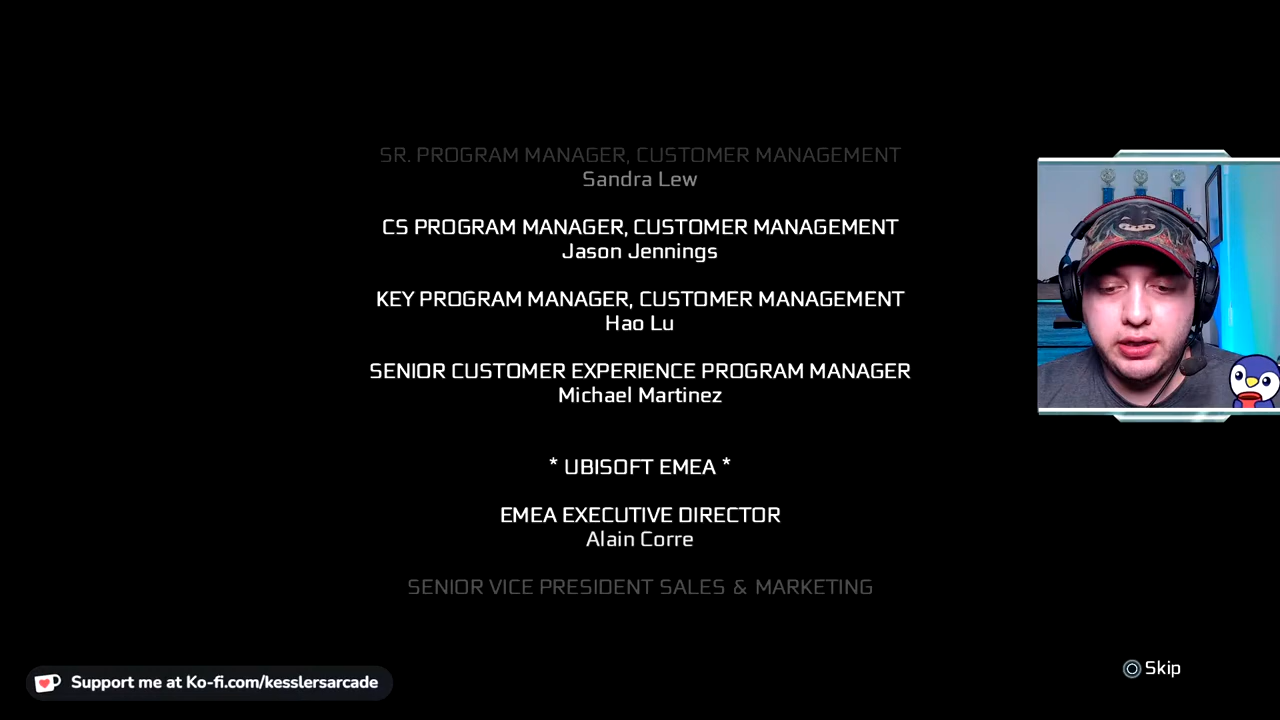 SR. PROGRAM MANAGER, CUSTOMER MANAGEMENT
Sandra Lew
CS PROGRAM MANAGER, CUSTOMER MANAGEMENT
Jason Jennings
KEY PROGRAM MANAGER, CUSTOMER MANAGEMENT
Hao Lu
SENIOR CUSTOMER EXPERIENCE PROGRAM MANAGER
Michael Martinez
* UBISOFT EMEA *
EMEA EXECUTIVE DIRECTOR
Alain Corre
SENIOR VICE PRESIDENT SALES & MARKETING
Skip
Support me at Ko-fi.com/kesslersarcade